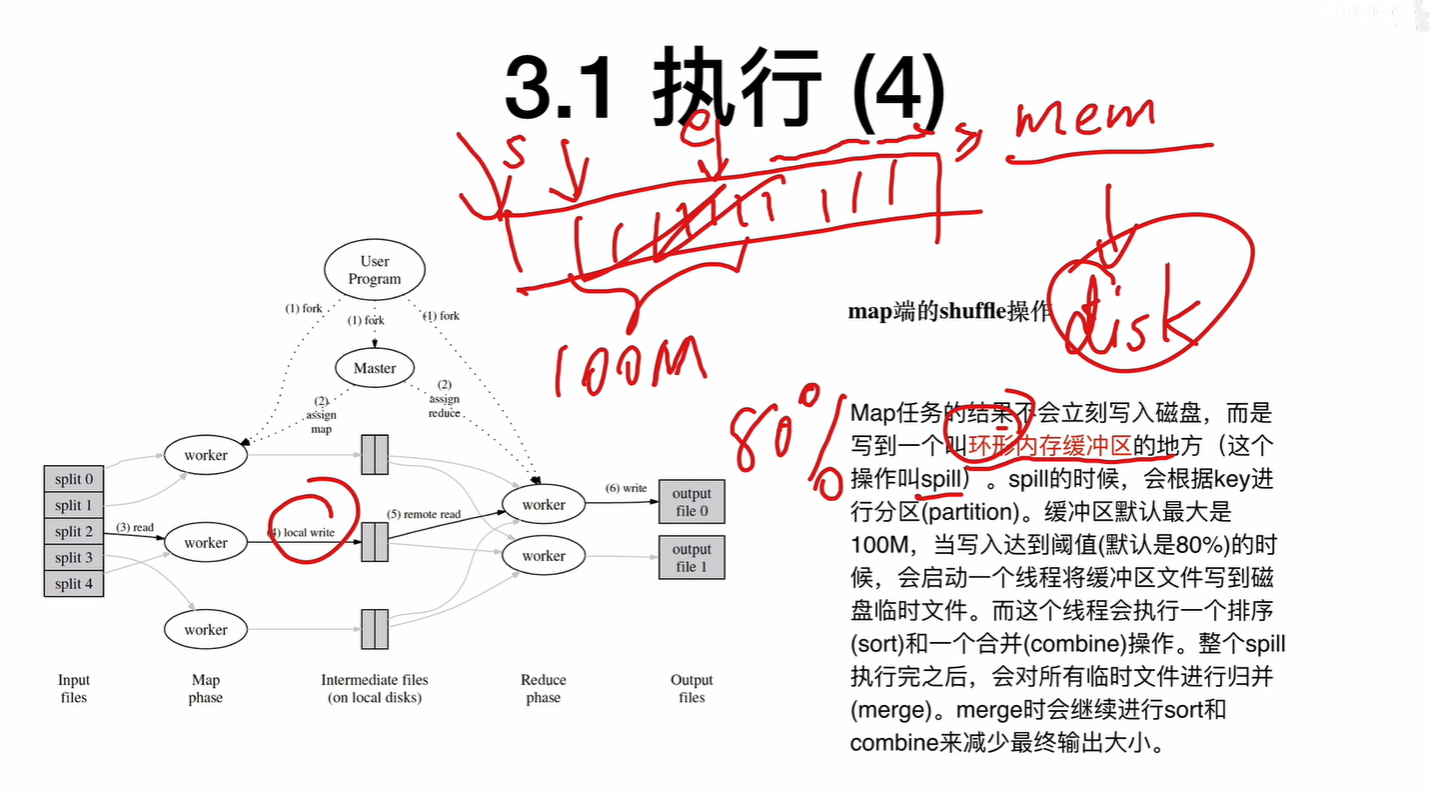 3.1 执行 (4)
s
e
s
mem
disk
100M
80%
map端的shuffle操作
Map任务的结果不会立刻写入磁盘，而是
写到一个叫环形内存缓冲区的地方（这个
操作叫spill）。spill的时候，会根据key进
行分区(partition)。缓冲区默认最大是
100M，当写入达到阈值(默认是80%)的时
候，会启动一个线程将缓冲区文件写到磁
盘临时文件。而这个线程会执行一个排序
(sort)和一个合并(combine)操作。整个spill
执行完之后，会对所有临时文件进行归并
(merge)。merge时会继续进行sort和
combine来减少最终输出大小。
User
Program
(1) fork
(1) fork
(1) fork
Master
(2)
assign
map
(2)
assign
reduce
worker
split 0
split 1
split 2
split 3
split 4
(3) read
worker
(4) local write
worker
(5) remote read
worker
worker
(6) write
output
file 0
output
file 1
Input
files
Map
phase
Intermediate files
(on local disks)
Reduce
phase
Output
files